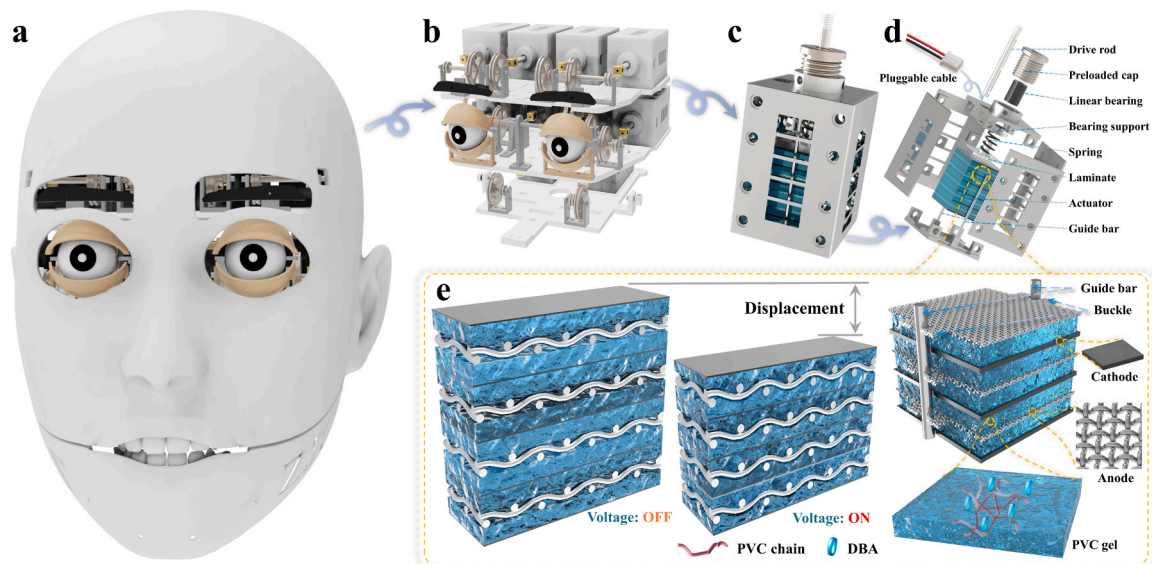 a
b
c
d
Pluggable cable
Drive rod
Preloaded cap
Linear bearing
Bearing support
Spring
Laminate
Actuator
Guide bar
e
Displacement
Voltage: OFF
Voltage: ON
PVC chain
DBA
Guide bar
Buckle
Cathode
Anode
PVC gel